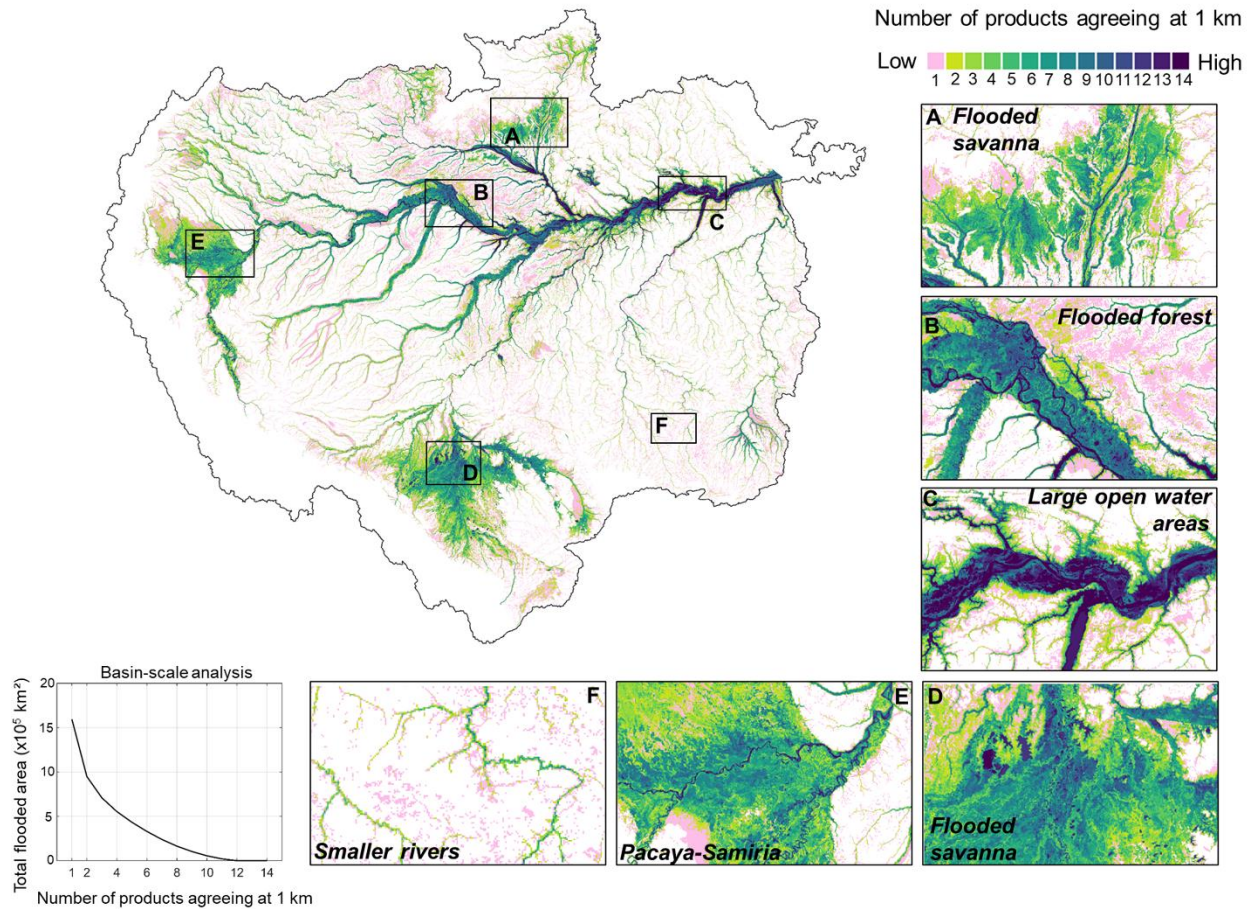 Number of products agreeing at 1 km
Low 1 2 3 4 5 6 7 8 9 10 11 12 13 14 High
A
B
C
D
E
F
A Flooded
savanna
B Flooded forest
C Large open water
areas
D Flooded
savanna
E Pacaya-Samiria
F Smaller rivers
Basin-scale analysis
Total flooded area (x10⁵ km²)
20
15
10
5
0
1 2 4 6 8 10 12 14
Number of products agreeing at 1 km